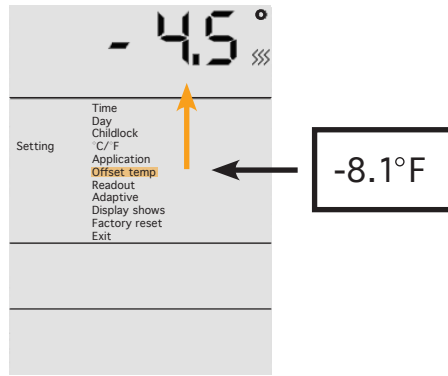 - 4.5 °
Time
Day
Childlock
Setting °C/°F
Application
Offset temp
-8.1°F
Readout
Adaptive
Display shows
Factory reset
Exit